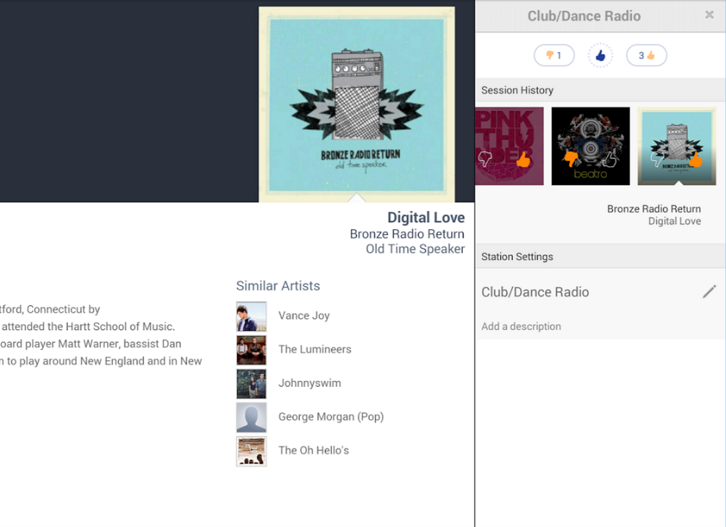 BRONZE RADIO RETURN
old time speaker
Digital Love
Bronze Radio Return
Old Time Speaker
tford, Connecticut by
attended the Hartt School of Music.
oard player Matt Warner, bassist Dan
n to play around New England and in New
Similar Artists
Vance Joy
The Lumineers
Johnnyswim
George Morgan (Pop)
The Oh Hello's
Club/Dance Radio
1
3
Session History
PINK
beatro
BRONZE RADIO RETURN
Bronze Radio Return
Digital Love
Station Settings
Club/Dance Radio
Add a description